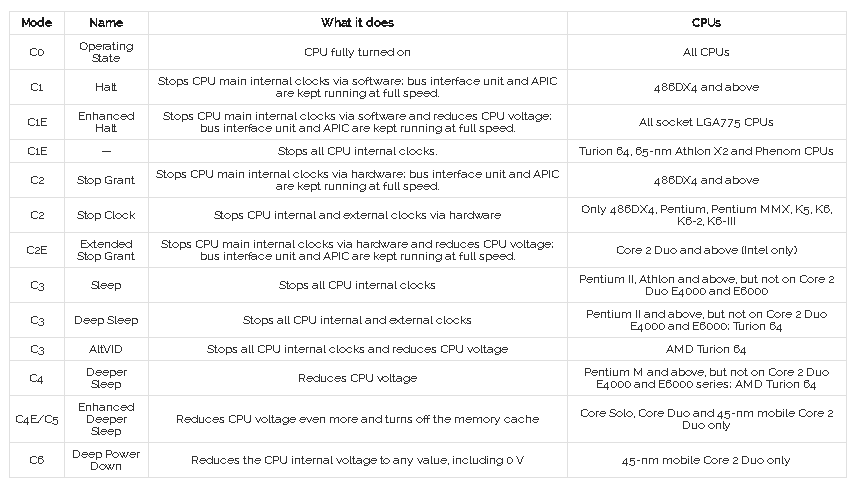 Mode Name What it does CPUs
C0 Operating State CPU fully turned on All CPUs
C1 Halt Stops CPU main internal clocks via software; bus interface unit and APIC are kept running at full speed. 486DX4 and above
C1E Enhanced Halt Stops CPU main internal clocks via software and reduces CPU voltage; bus interface unit and APIC are kept running at full speed. All socket LGA775 CPUs
C1E — Stops all CPU internal clocks. Turion 64, 65-nm Athlon X2 and Phenom CPUs
C2 Stop Grant Stops CPU main internal clocks via hardware; bus interface unit and APIC are kept running at full speed. 486DX4 and above
C2 Stop Clock Stops CPU internal and external clocks via hardware Only 486DX4, Pentium, Pentium MMX, K5, K6, K6-2, K6-III
C2E Extended Stop Grant Stops CPU main internal clocks via hardware and reduces CPU voltage; bus interface unit and APIC are kept running at full speed. Core 2 Duo and above (Intel only)
C3 Sleep Stops all CPU internal clocks Pentium II, Athlon and above, but not on Core 2 Duo E4000 and E6000
C3 Deep Sleep Stops all CPU internal and external clocks Pentium II and above, but not on Core 2 Duo E4000 and E6000; Turion 64
C3 AltVID Stops all CPU internal clocks and reduces CPU voltage AMD Turion 64
C4 Deeper Sleep Reduces CPU voltage Pentium M and above, but not on Core 2 Duo E4000 and E6000 series; AMD Turion 64
C4E/C5 Enhanced Deeper Sleep Reduces CPU voltage even more and turns off the memory cache Core Solo, Core Duo and 45-nm mobile Core 2 Duo only
C6 Deep Power Down Reduces the CPU internal voltage to any value, including 0 V 45-nm mobile Core 2 Duo only